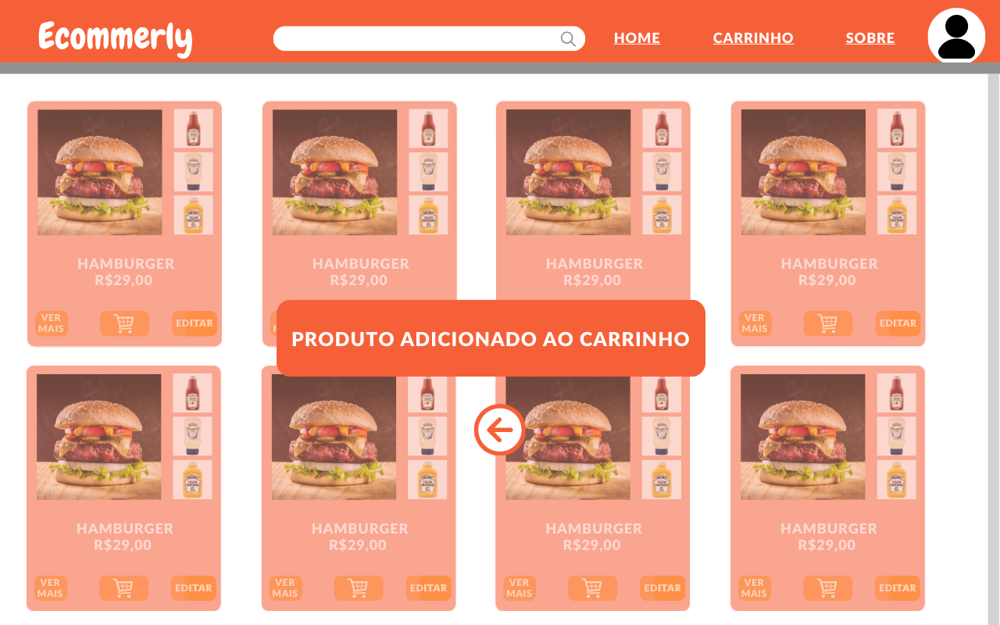 Ecommerly
HOME
CARRINHO
SOBRE
HAMBURGER
R$29,00
HAMBURGER
R$29,00
HAMBURGER
R$29,00
HAMBURGER
R$29,00
VER
MAIS
EDITAR
VER
MAIS
EDITAR
PRODUTO ADICIONADO AO CARRINHO
HAMBURGER
R$29,00
HAMBURGER
R$29,00
HAMBURGER
R$29,00
HAMBURGER
R$29,00
VER
MAIS
EDITAR
VER
MAIS
EDITAR
VER
MAIS
EDITAR
VER
MAIS
EDITAR